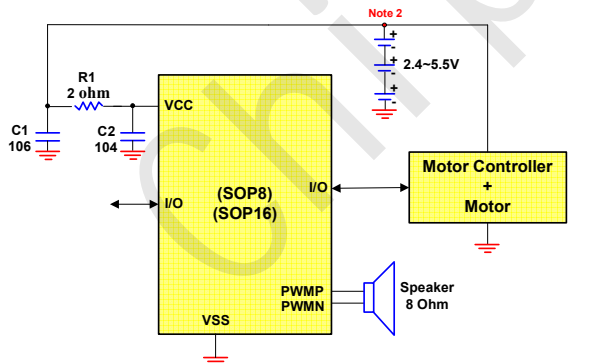 Note 2
+
-
+
-
+
-
2.4~5.5V
R1
2 ohm
C1
106
C2
104
VCC
I/O
(SOP8)
(SOP16)
I/O
PWMP
PWMN
VSS
Motor Controller
+
Motor
Speaker
8 Ohm
Chip